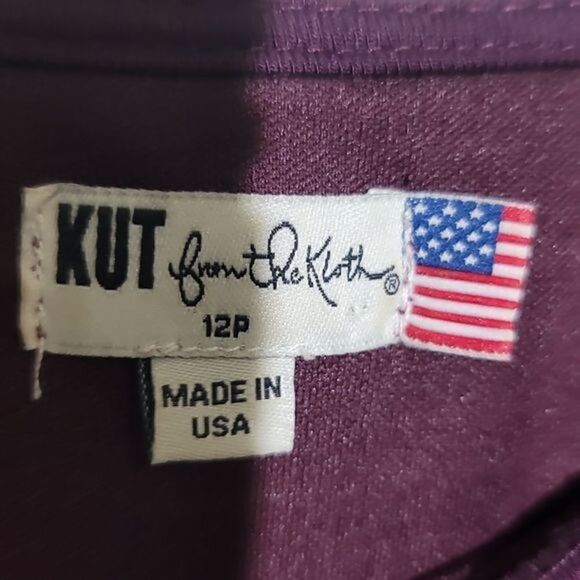 KUT from the Kloth®
12P
MADE IN
USA